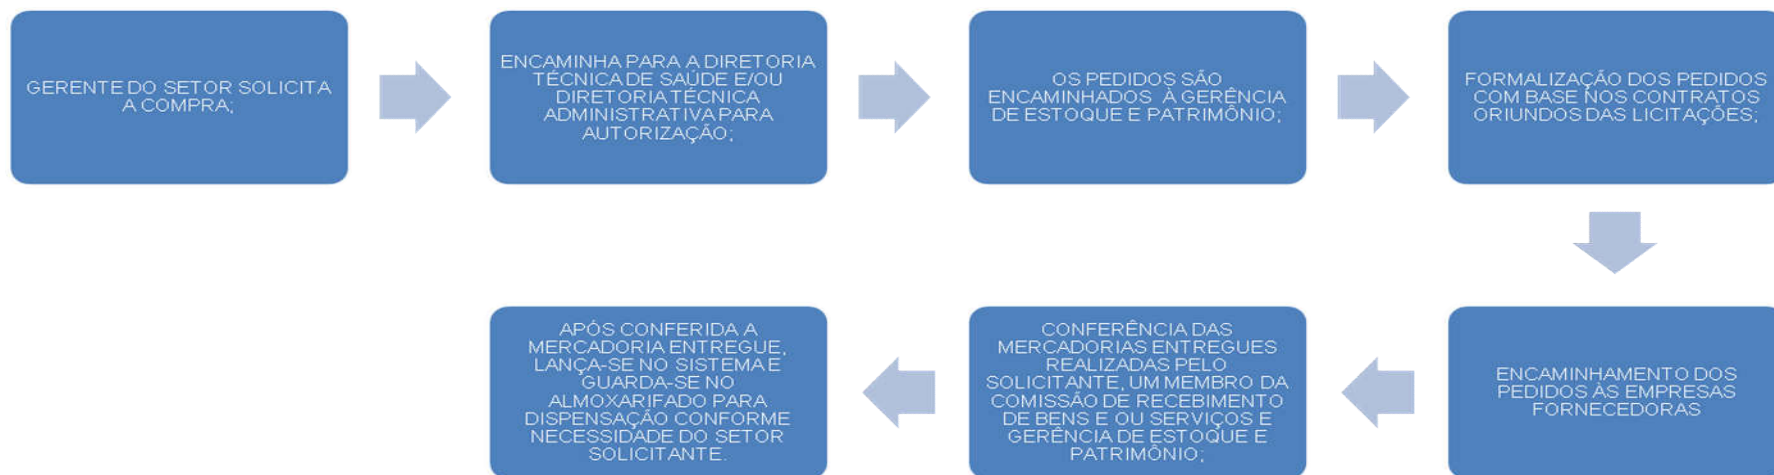 GERENTE DO SETOR SOLICITA
A COMPRA;
ENCAMINHA PARA A DIRETORIA
TÉCNICA DE SAÚDE E/OU
DIRETORIA TÉCNICA
ADMINISTRATIVA PARA
AUTORIZAÇÃO;
OS PEDIDOS SÃO
ENCAMINHADOS À GERÊNCIA
DE ESTOQUE E PATRIMÔNIO;
FORMALIZAÇÃO DOS PEDIDOS
COM BASE NOS CONTRATOS
ORIUNDOS DAS LICITAÇÕES;
ENCAMINHAMENTO DOS
PEDIDOS ÀS EMPRESAS
FORNECEDORAS
CONFERÊNCIA DAS
MERCADORIAS ENTREGUES
REALIZADAS PELO
SOLICITANTE, UM MEMBRO DA
COMISSÃO DE RECEBIMENTO
DE BENS E OU SERVIÇOS E
GERÊNCIA DE ESTOQUE E
PATRIMÔNIO;
APÓS CONFERIDA A
MERCADORIA ENTREGUE,
LANÇA-SE NO SISTEMA E
GUARDA-SE NO
ALMOXARIFADO PARA
DISPENSAÇÃO CONFORME
NECESSIDADE DO SETOR
SOLICITANTE.